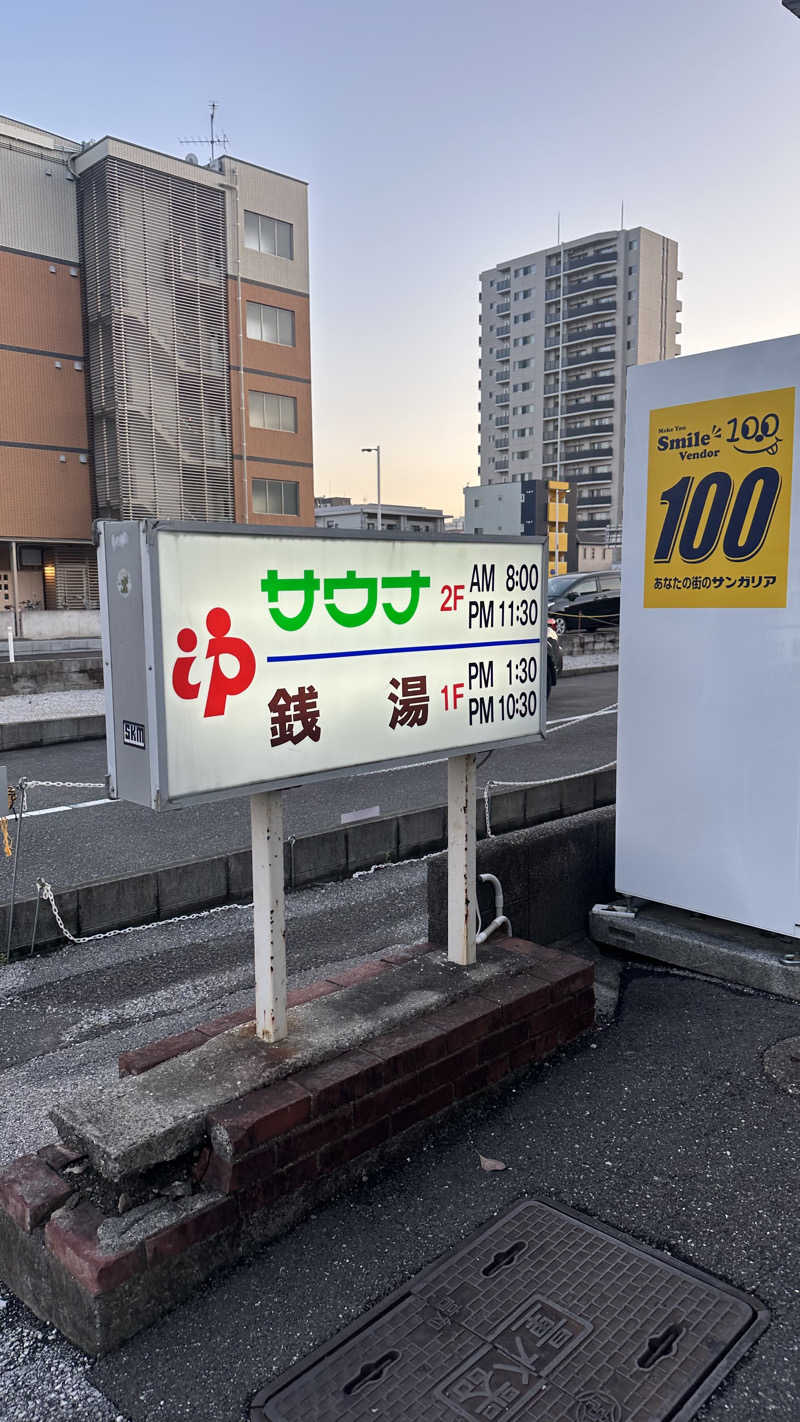 Make You
Smile
Vendor
100
100
あなたの街のサンガリア
サウナ 2F AM 8:00
PM 11:30
銭 湯 1F PM 1:30
PM 10:30
SKM